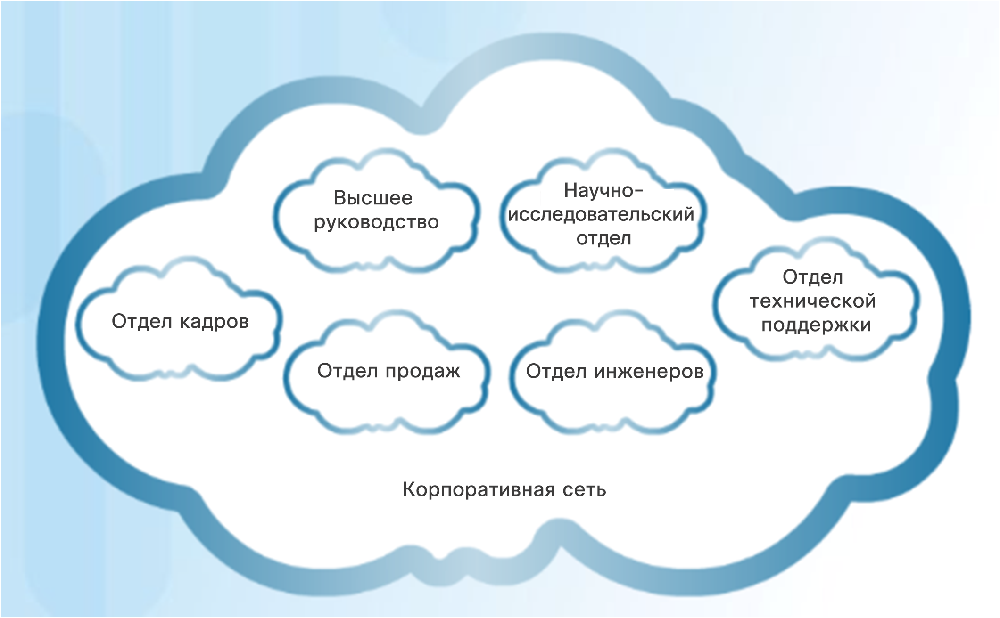 Высшее
руководство
Научно-
исследовательский
отдел
Отдел
технической
поддержки
Отдел кадров
Отдел продаж
Отдел инженеров
Корпоративная сеть